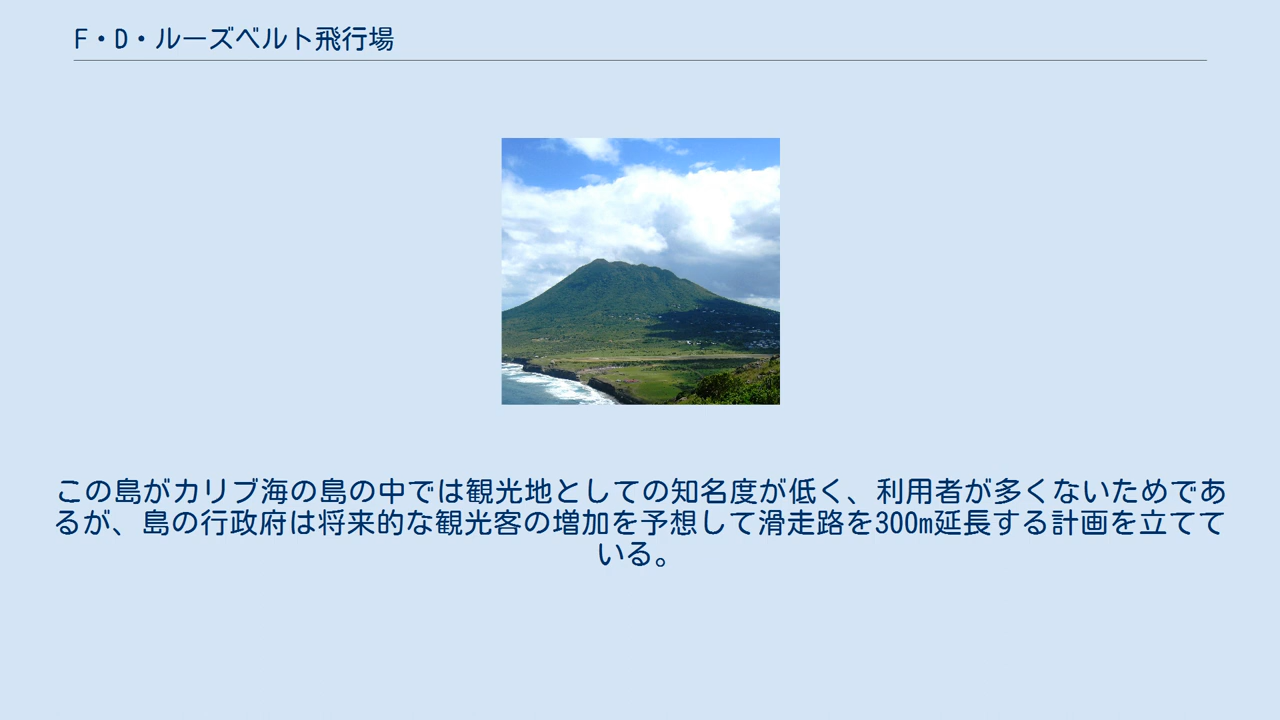 F・D・ルーズベルト飛行場
この島がカリブ海の島の中では観光地としての知名度が低く、利用者が多くないためであ
るが、島の行政府は将来的な観光客の増加を予想して滑走路を300m延長する計画を立てて
いる。